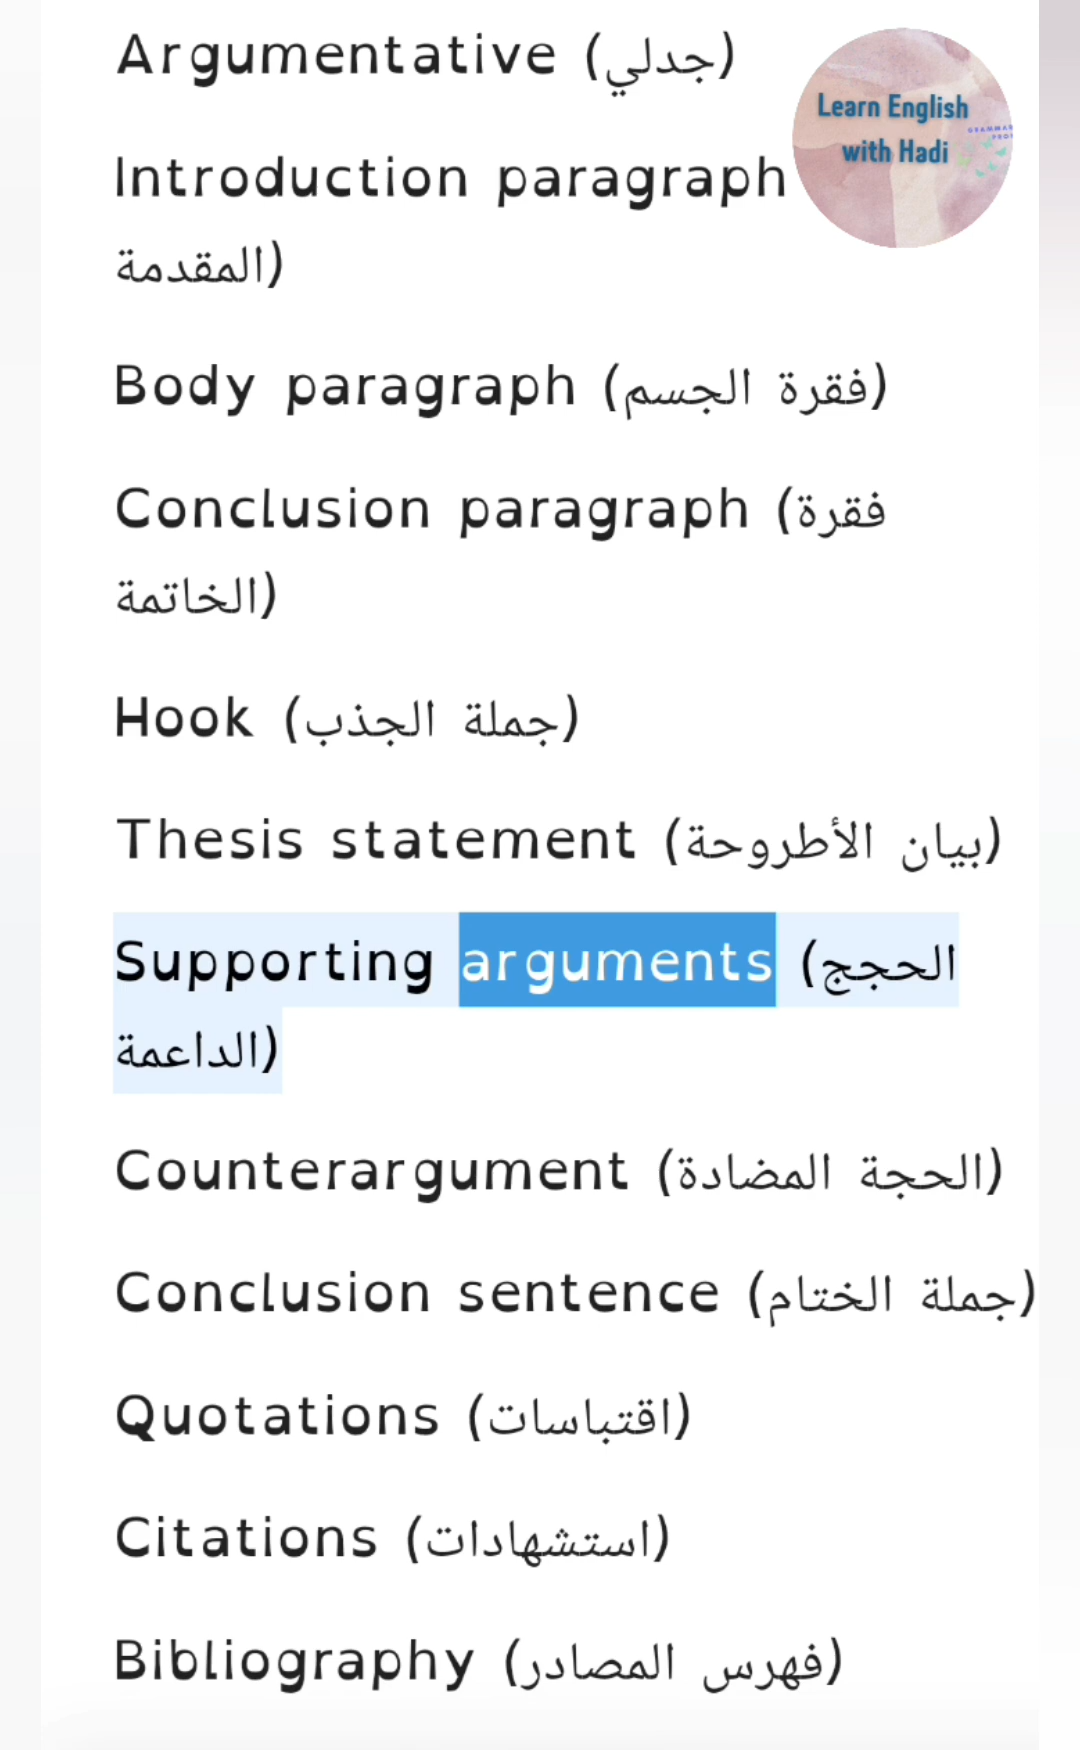 Argumentative (جدلي)
Learn English
with Hadi
Introduction paragraph
(المقدمة
Body paragraph (فقرة الجسم)
Conclusion paragraph (فقرة
الخاتمة)
Hook (جملة الجذب)
Thesis statement (بيان الأطروحة)
Supporting arguments (الحجج
الداعمة)
Counterargument (الحجة المضادة)
Conclusion sentence (جملة الختام)
Quotations (اقتباسات)
Citations (استشهادات)
Bibliography (فهرس المصادر)